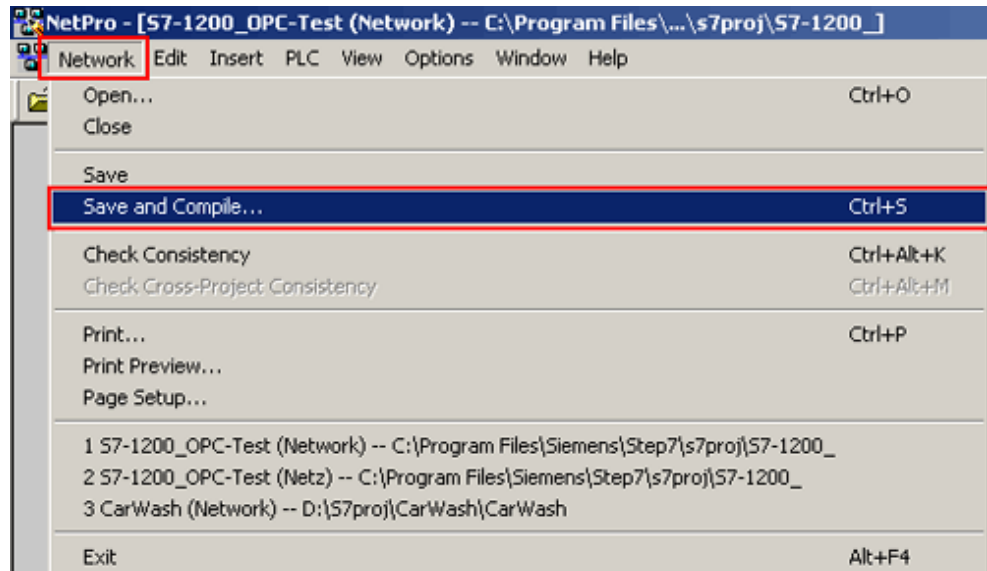 NetPro - [S7-1200_OPC-Test (Network) -- C:\Program Files\...\s7proj\S7-1200_]
Network Edit Insert PLC View Options Window Help
Open... Ctrl+O
Close
Save
Save and Compile... Ctrl+S
Check Consistency Ctrl+Alt+K
Check Cross-Project Consistency Ctrl+Alt+M
Print... Ctrl+P
Print Preview...
Page Setup...
1 S7-1200_OPC-Test (Network) -- C:\Program Files\Siemens\Step7\s7proj\S7-1200_
2 S7-1200_OPC-Test (Netz) -- C:\Program Files\Siemens\Step7\s7proj\S7-1200_
3 CarWash (Network) -- D:\S7proj\CarWash\CarWash
Exit Alt+F4